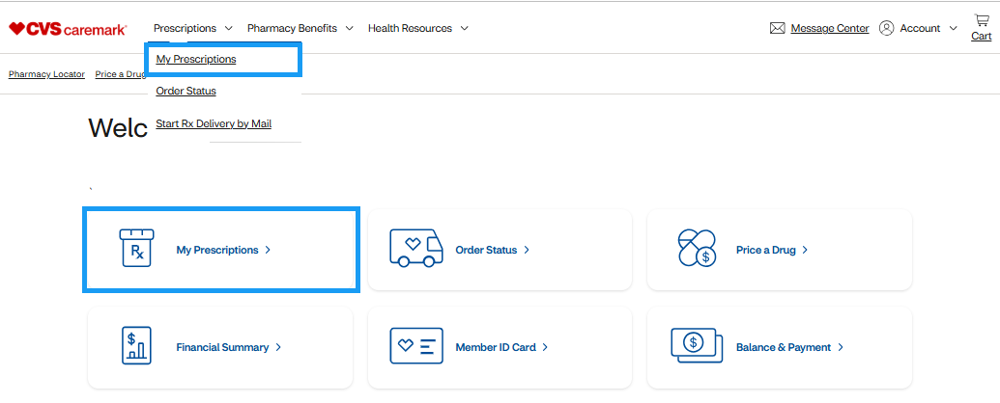 CVS caremark Prescriptions Pharmacy Benefits Health Resources Message Center Account Cart
My Prescriptions
Pharmacy Locator Price a Drug
Order Status
Start Rx Delivery by Mail
Welc
My Prescriptions Order Status Price a Drug
Financial Summary Member ID Card Balance & Payment